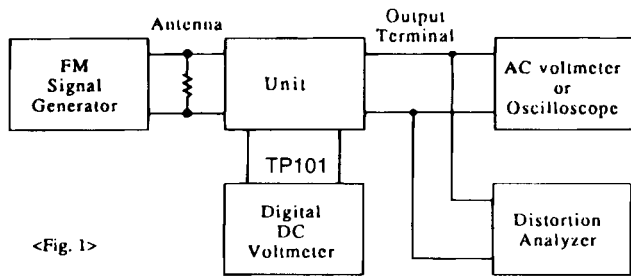 Antenna
Output
Terminal
FM
Signal
Generator
Unit
AC voltmeter
or
Oscilloscope
TP101
Digital
DC
Voltmeter
Distortion
Analyzer
<Fig. 1>